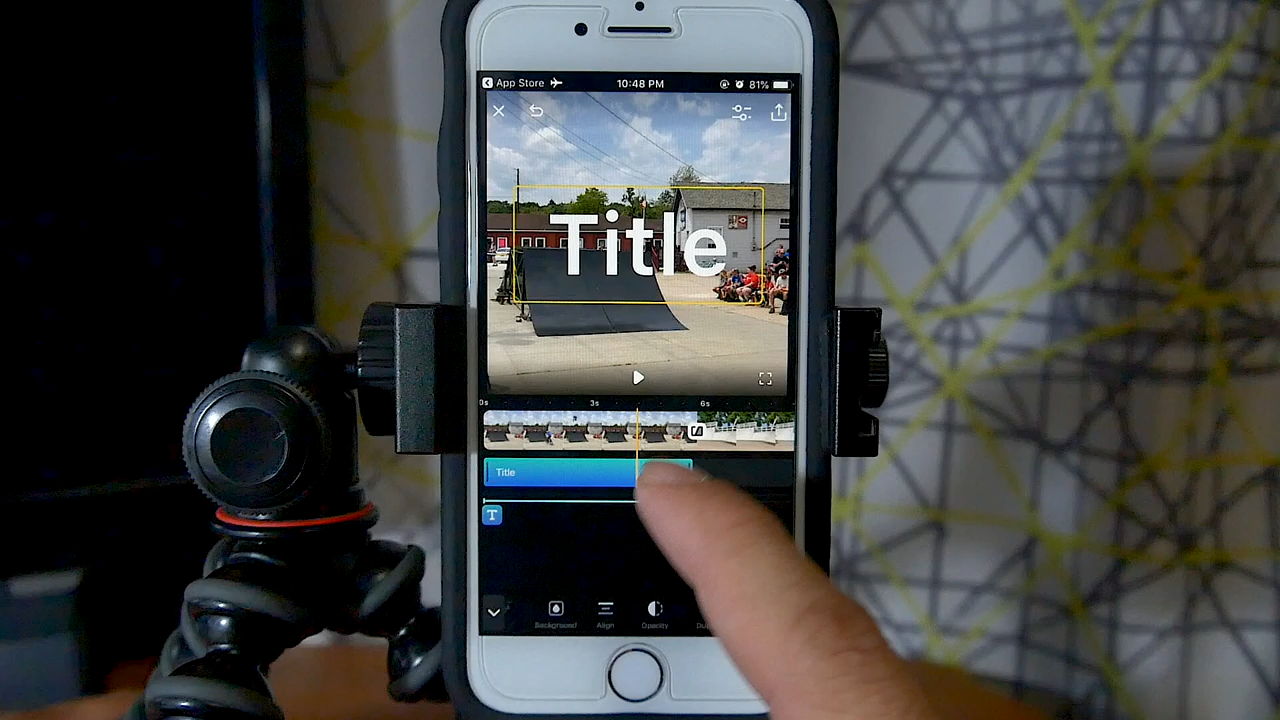 App Store 10:48 PM 81%
Title
0s 3s 6s
Title
T
Background Align Opacity